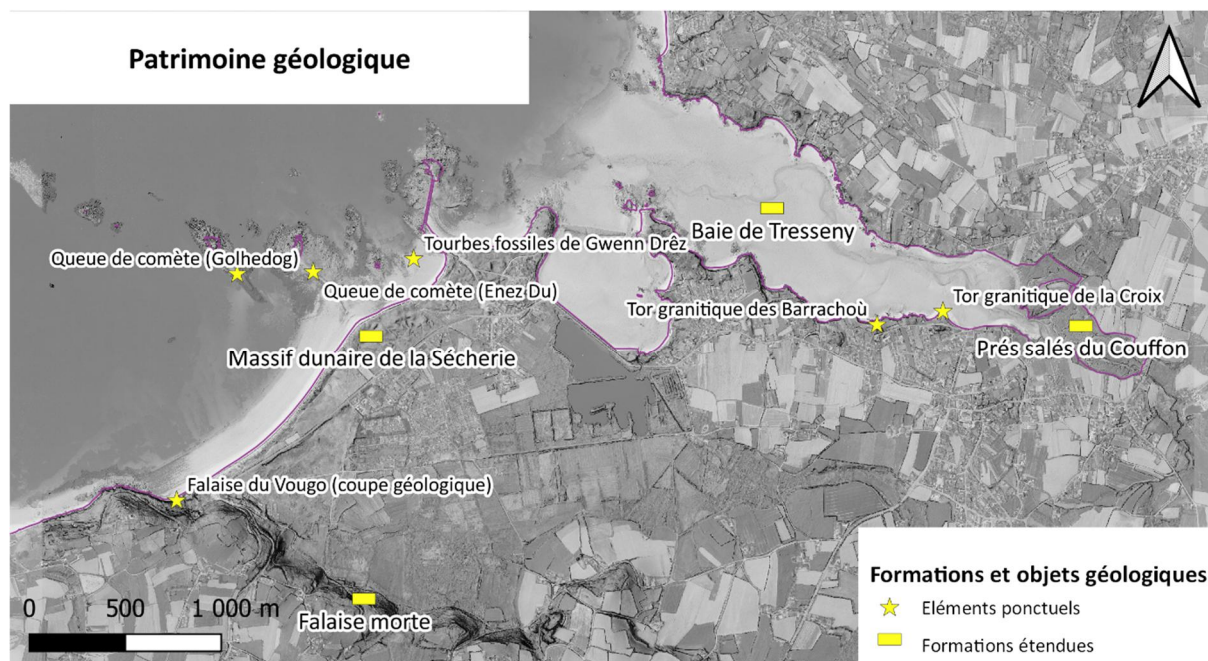 Patrimoine géologique
Tourbes fossiles de Gwenn Drêz
Baie de Tresseny
Queue de comète (Golhedog)
Queue de comète (Enez Du)
Tor granitique de la Croix
Tor granitique des Barrachoù
Massif dunaire de la Sécherie
Prés salés du Couffon
Falaise du Vougo (coupe géologique)
Falaise morte
0 500 1 000 m
Formations et objets géologiques
Eléments ponctuels
Formations étendues